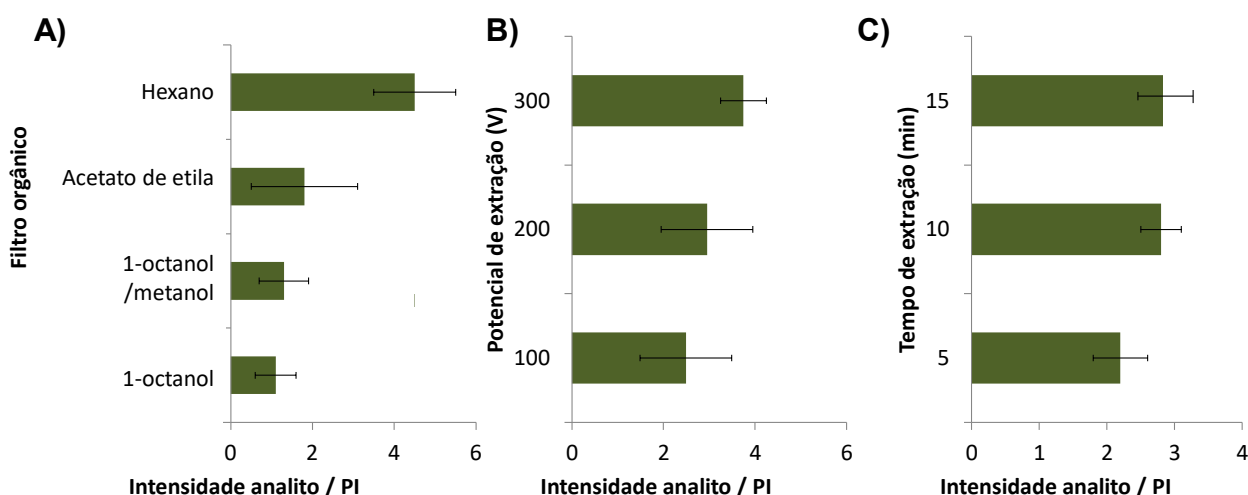 A)
Filtro orgânico
Hexano
Acetato de etila
1-octanol
/metanol
1-octanol
0 2 4 6
Intensidade analito / PI
B)
Potencial de extração (V)
300
200
100
0 2 4 6
Intensidade analito / PI
C)
Tempo de extração (min)
15
10
5
0 1 2 3 4
Intensidade analito / PI